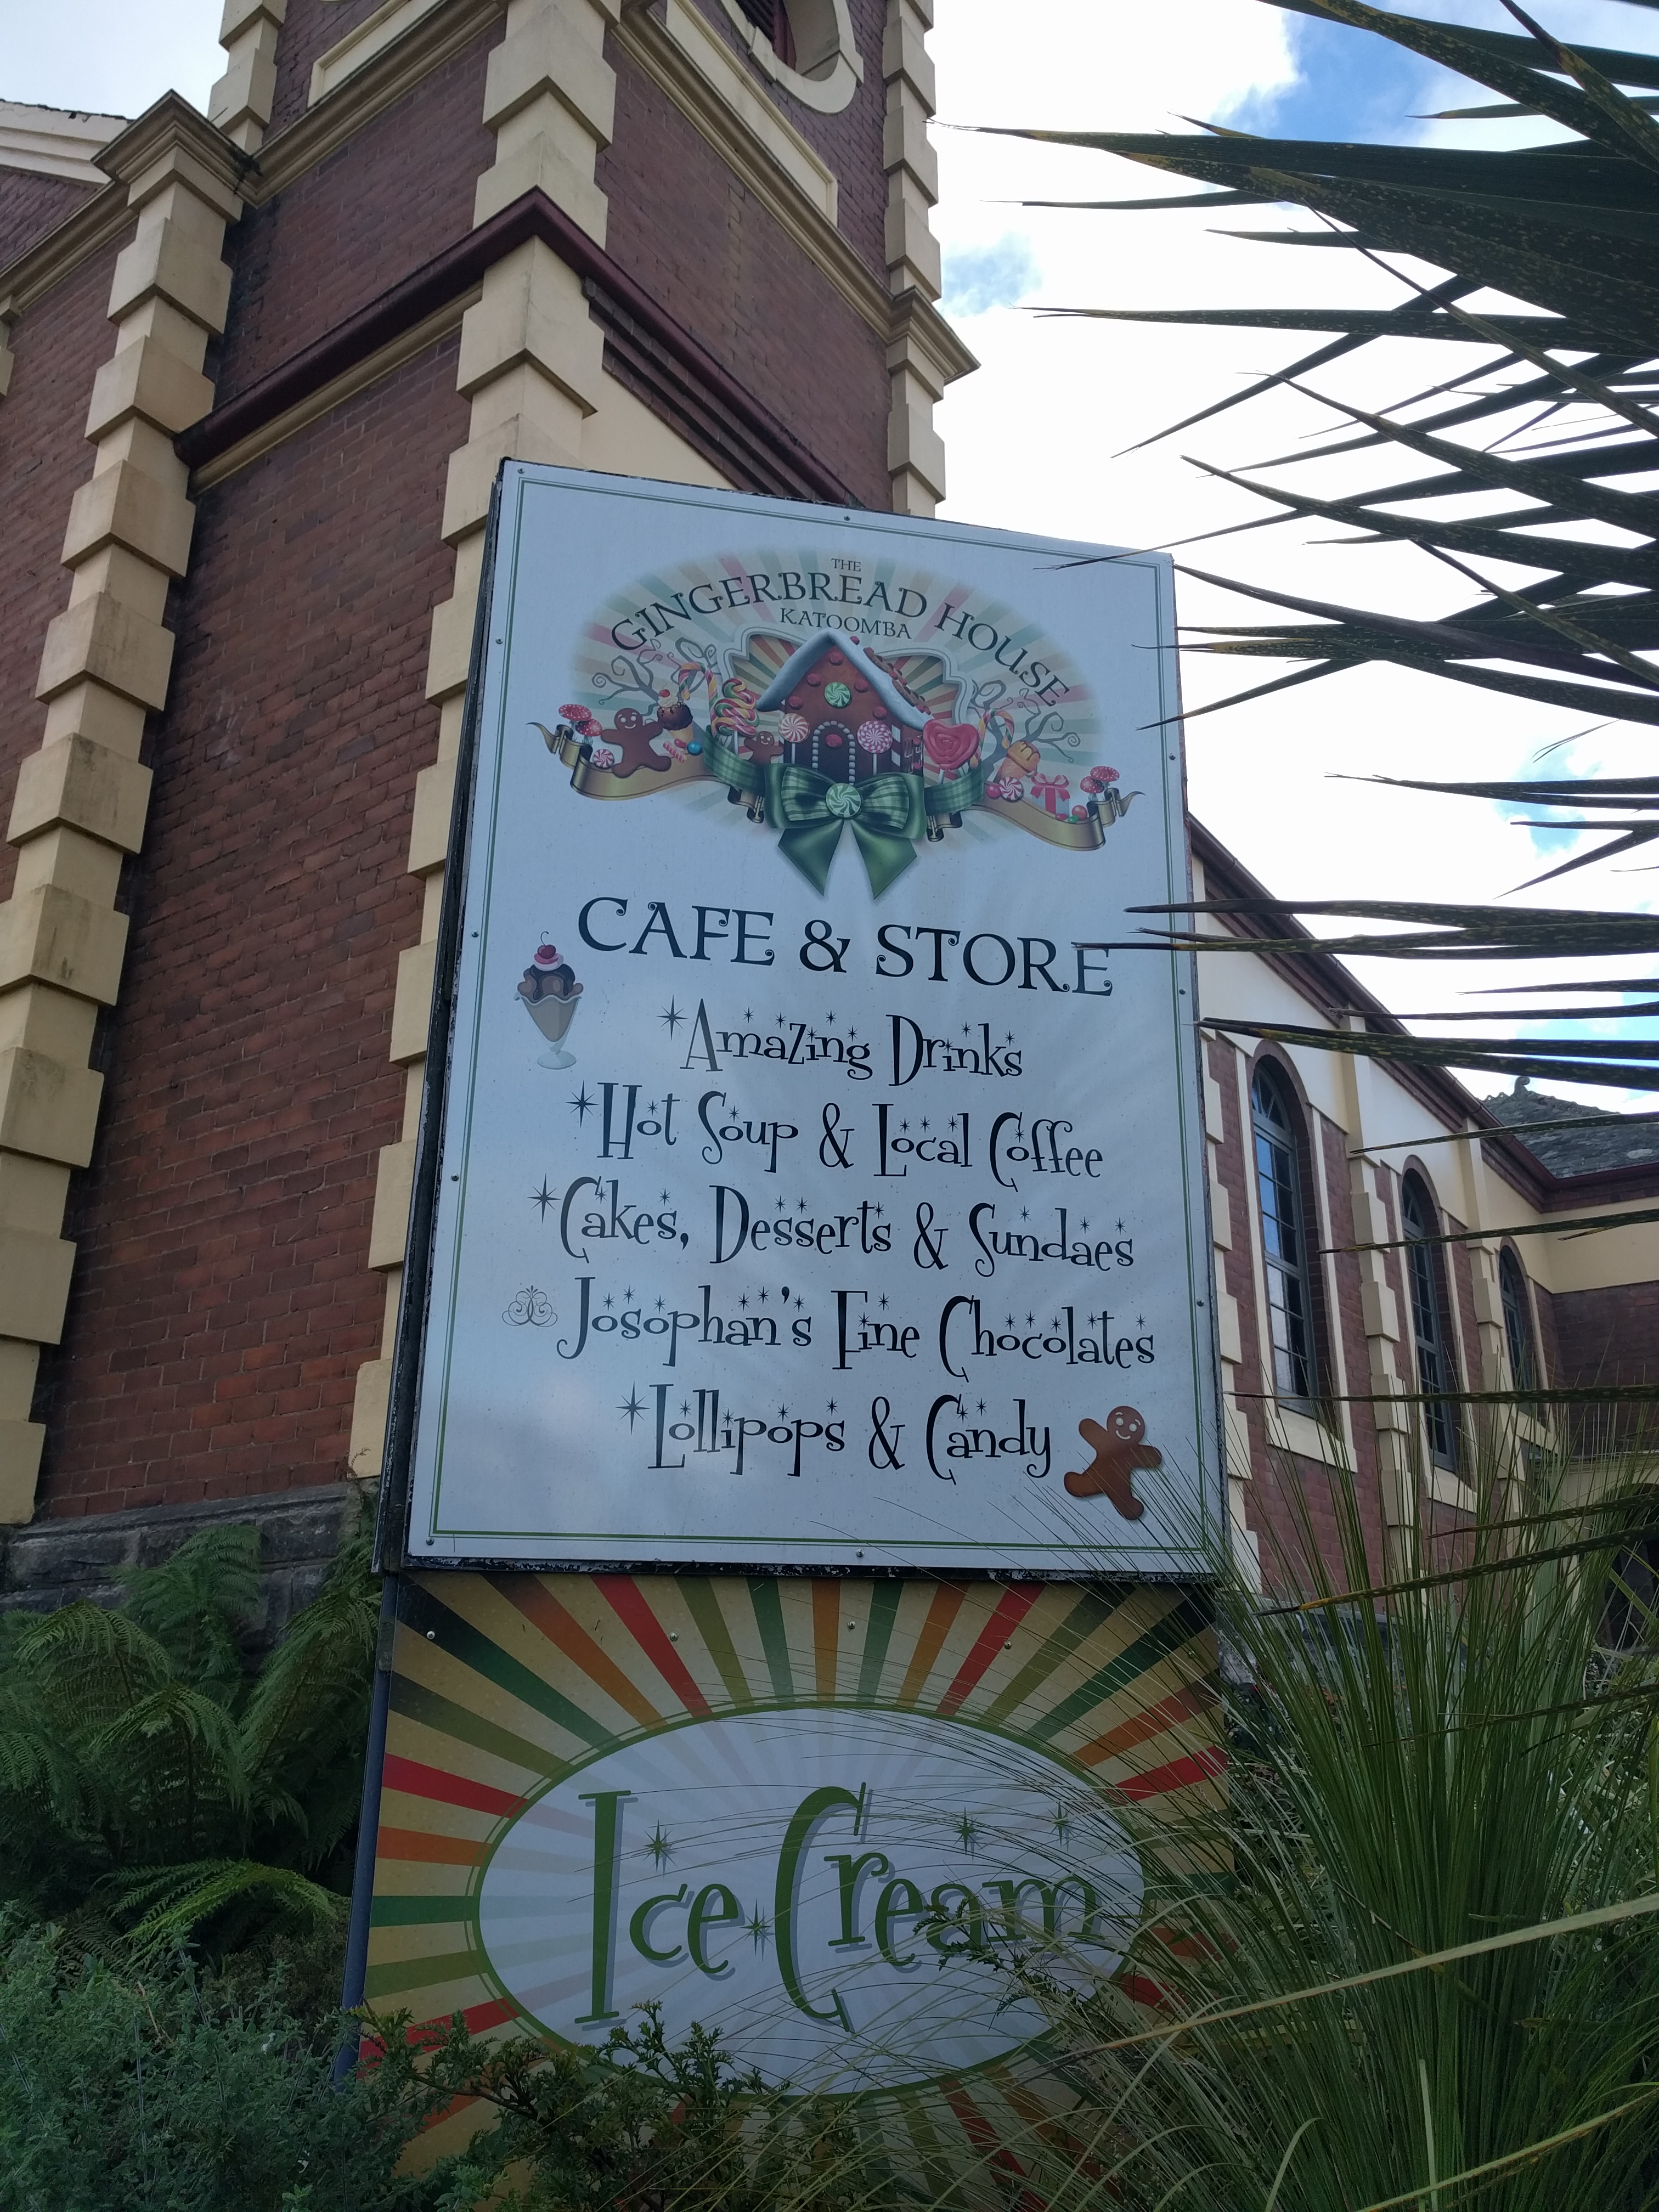 THE
GINGERBREAD HOUSE
KATOOMBA
CAFE & STORE
Amazing Drinks
Hot Soup & Local Coffee
Cakes, Desserts & Sundaes
Josophan's Fine Chocolates
Lollipops & Candy
Ice Cream